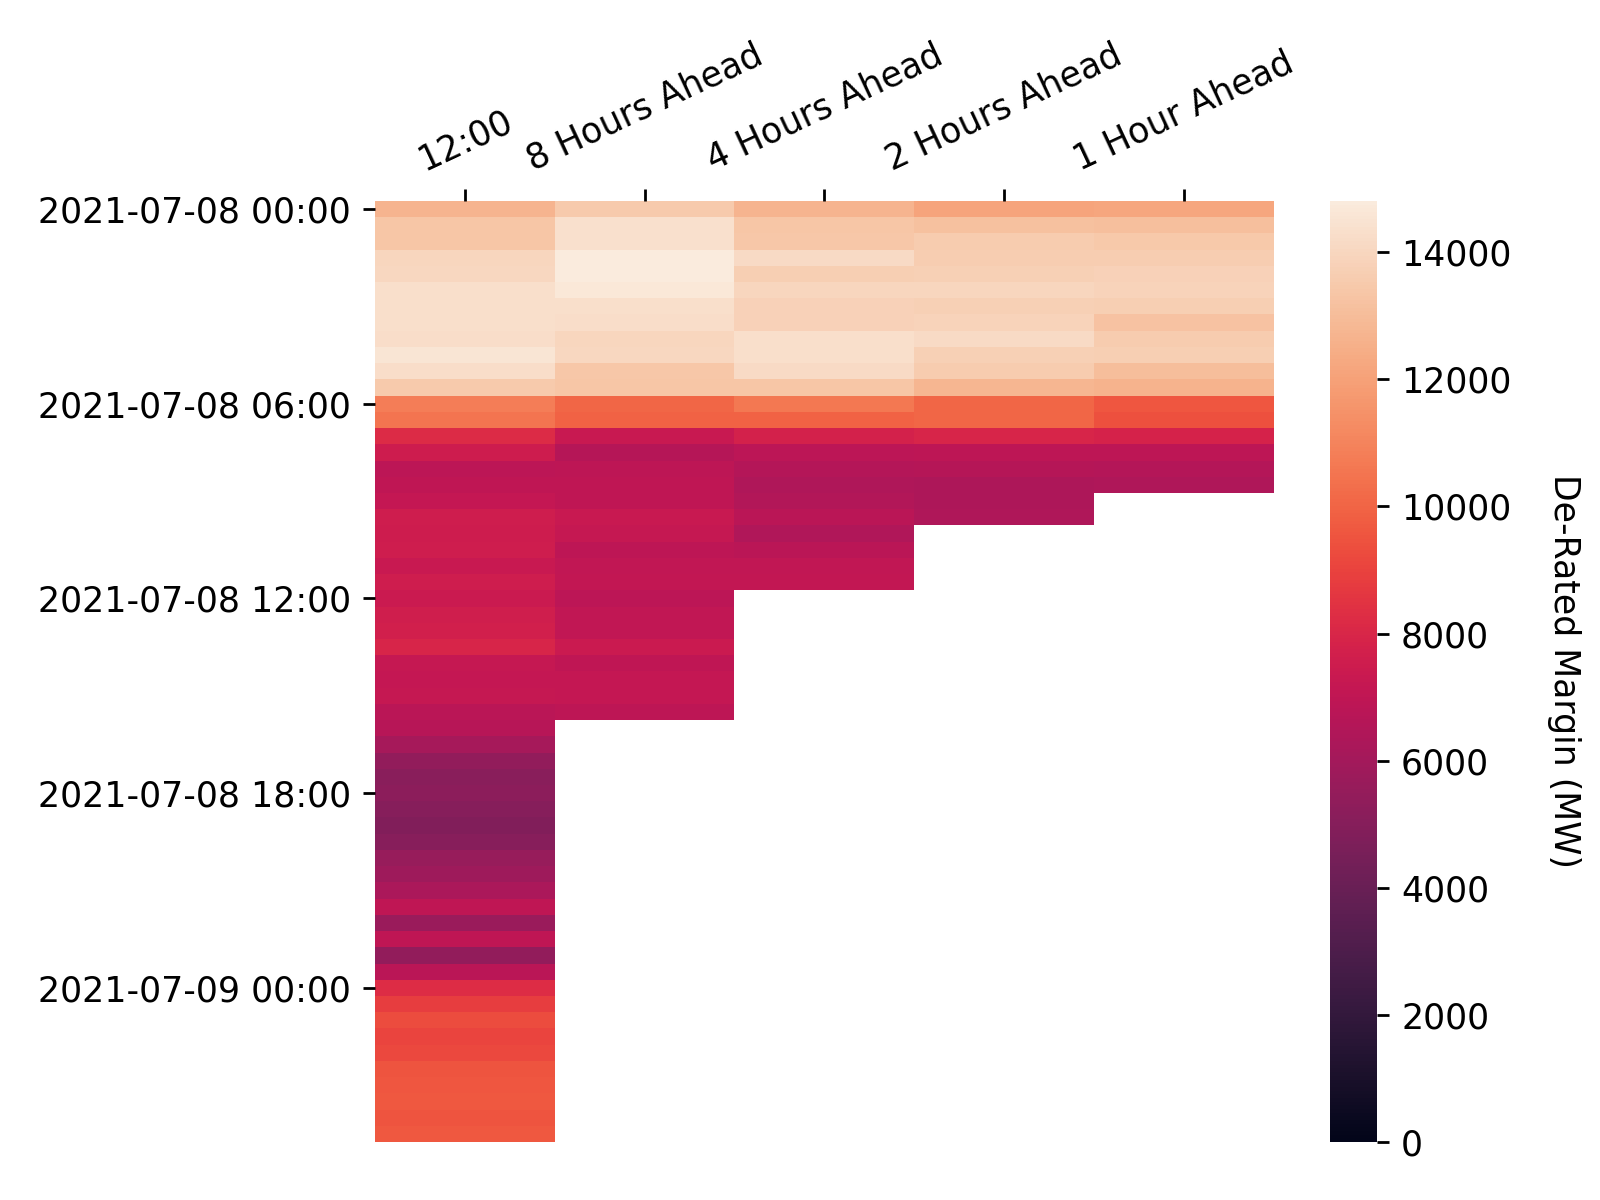 12:00
8 Hours Ahead
4 Hours Ahead
2 Hours Ahead
1 Hour Ahead
2021-07-08 00:00
2021-07-08 06:00
2021-07-08 12:00
2021-07-08 18:00
2021-07-09 00:00
14000
12000
10000
8000
6000
4000
2000
0
De-Rated Margin (MW)